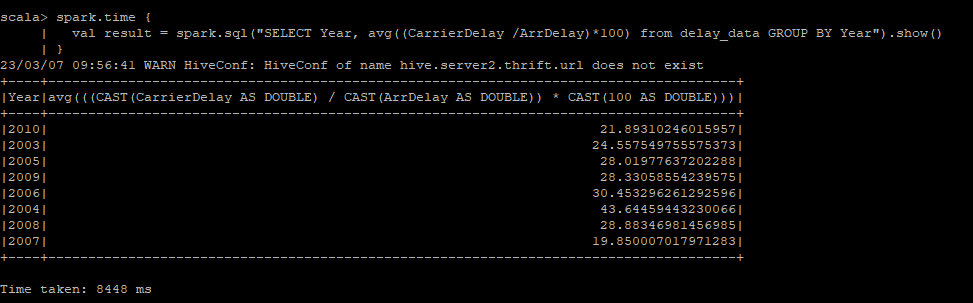 scala> spark.time {
     |   val result = spark.sql("SELECT Year, avg((CarrierDelay /ArrDelay)*100) from delay_data GROUP BY Year").show()
     | }
23/03/07 09:56:41 WARN HiveConf: HiveConf of name hive.server2.thrift.url does not exist
+----+---------------------------------------------------------------------------------------+
|Year|avg(((CAST(CarrierDelay AS DOUBLE) / CAST(ArrDelay AS DOUBLE)) * CAST(100 AS DOUBLE)))|
+----+---------------------------------------------------------------------------------------+
|2010| 21.89310246015957|
|2003| 24.557549755575373|
|2005| 28.01977637202288|
|2009| 28.33058554239575|
|2006| 30.453296261292596|
|2004| 43.64459443230066|
|2008| 28.88346981456985|
|2007| 19.850007017971283|
+----+---------------------------------------------------------------------------------------+
Time taken: 8448 ms